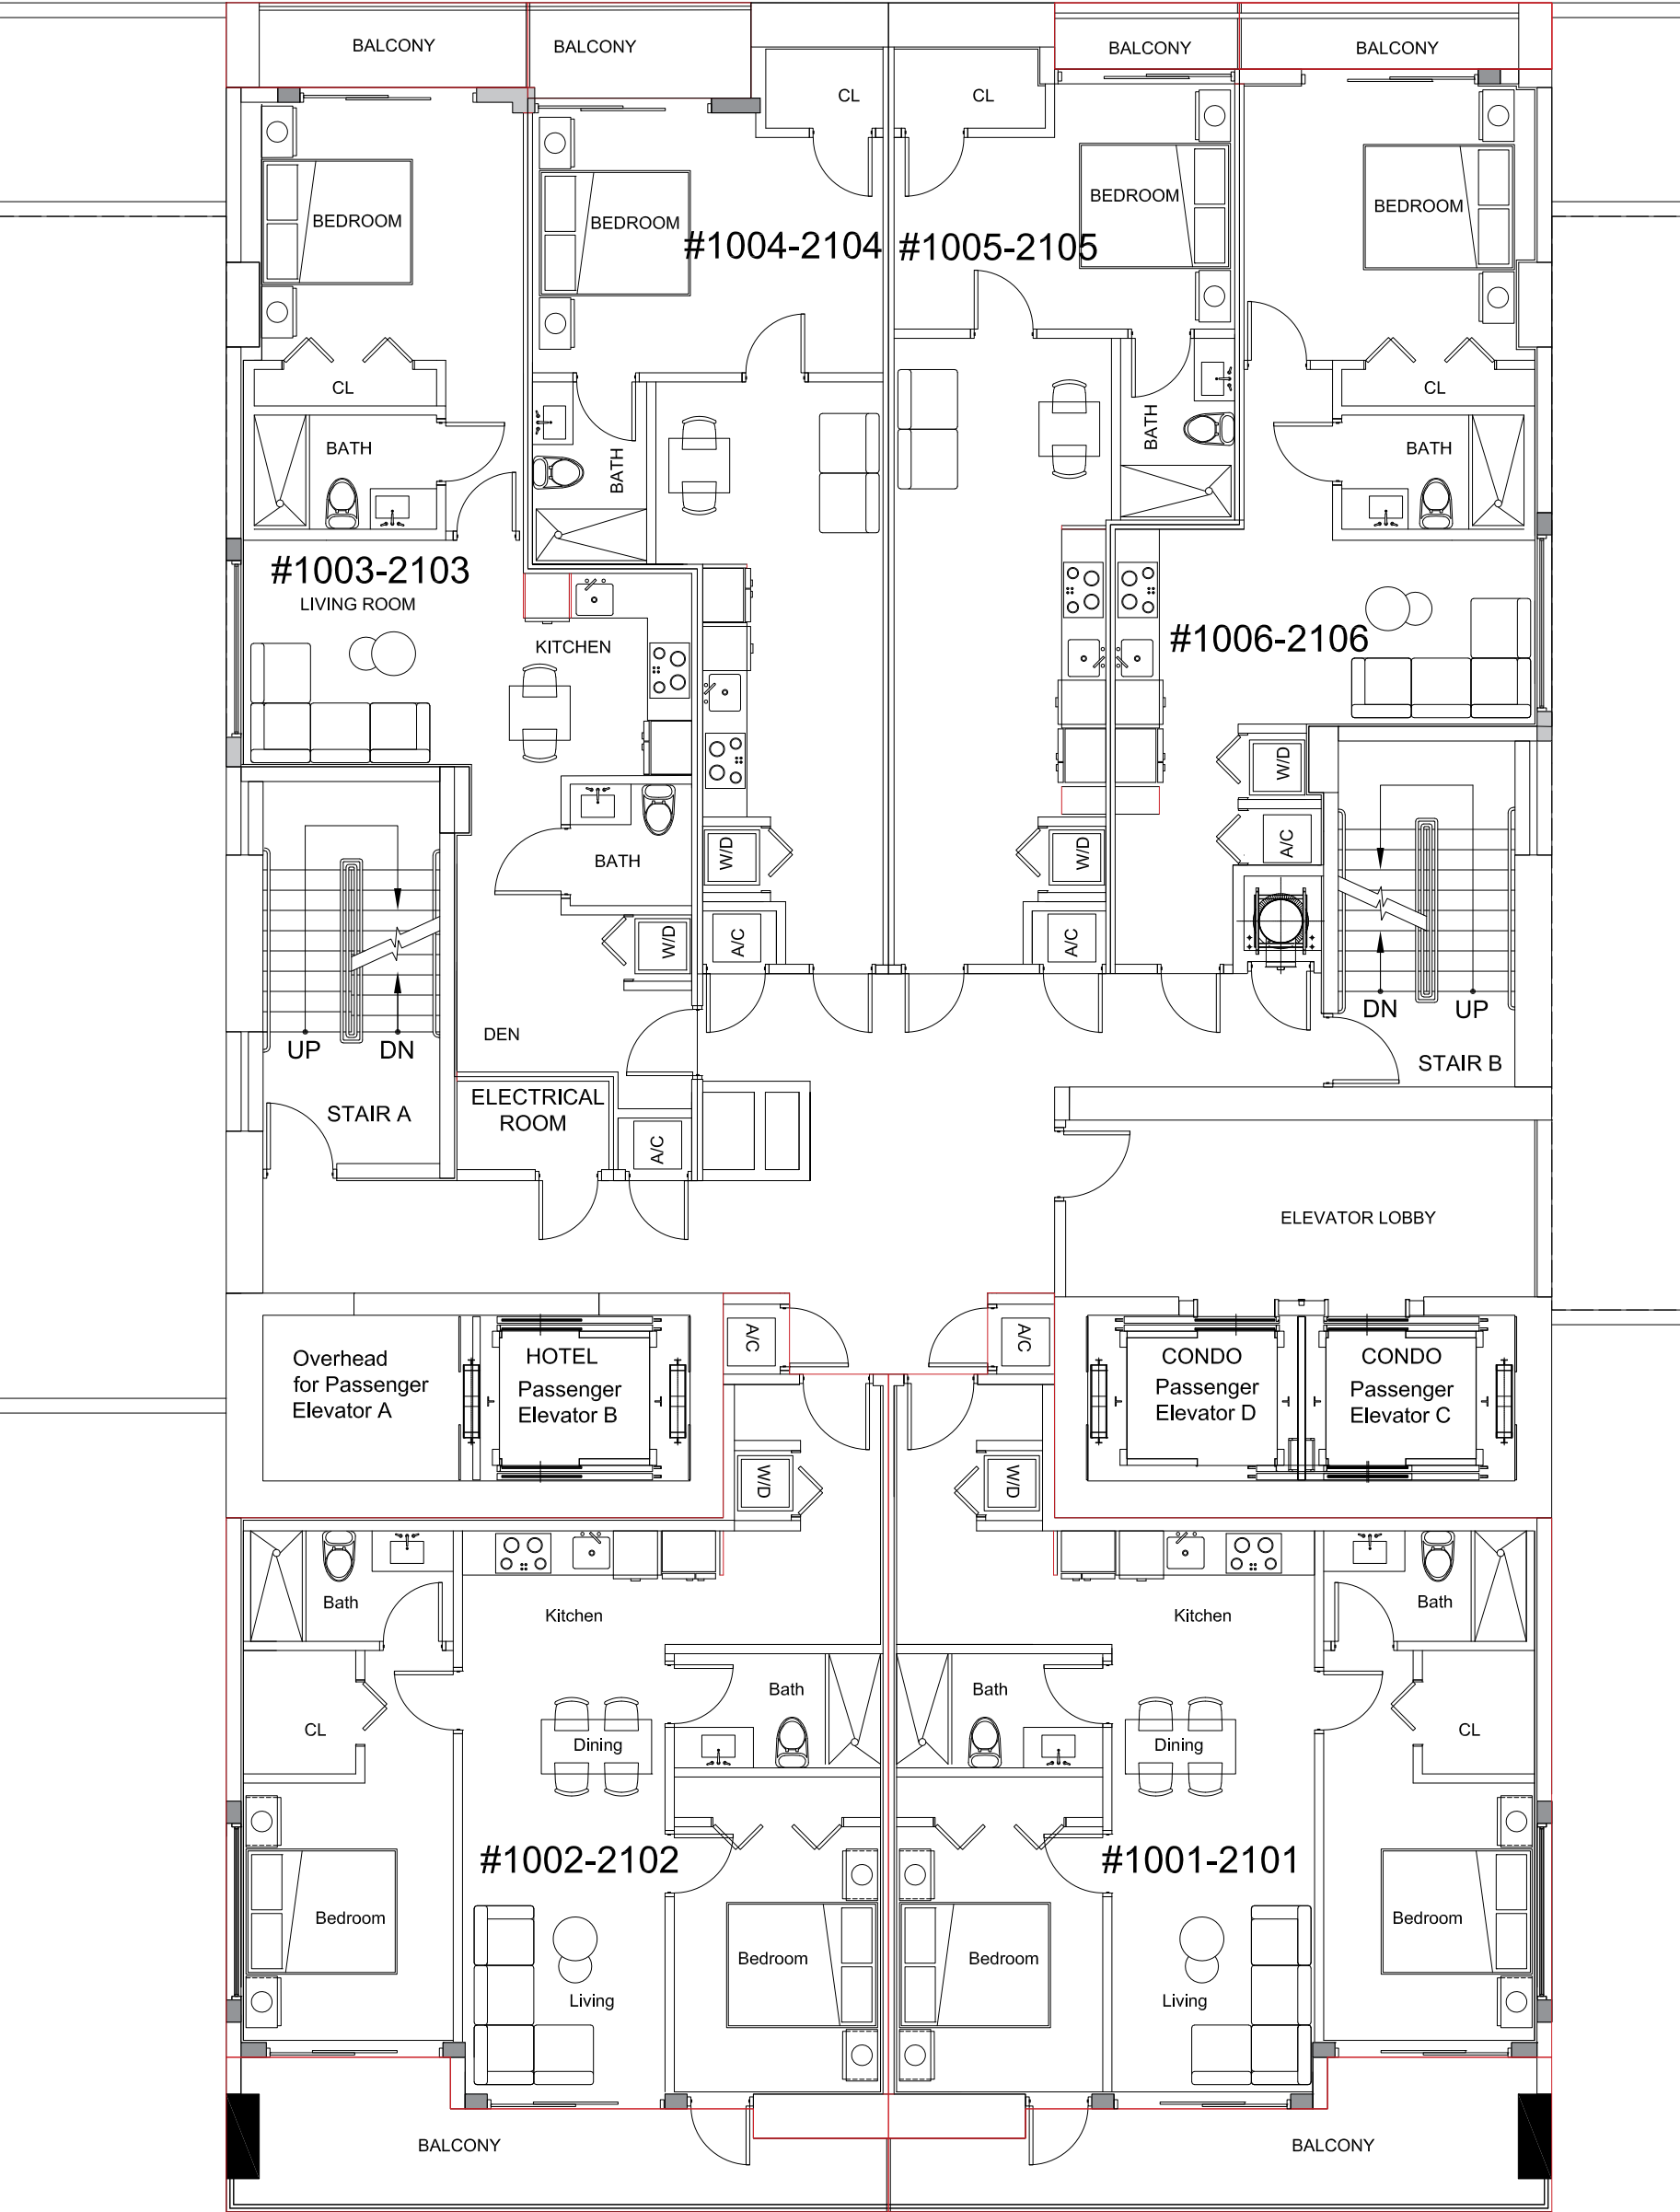 BALCONY
BALCONY
BALCONY
BALCONY
CL
CL
BEDROOM
BEDROOM
BEDROOM
BEDROOM
#1004-2104
#1005-2105
CL
CL
BATH
BATH
BATH
BATH
#1003-2103
LIVING ROOM
KITCHEN
#1006-2106
W/D
A/C
BATH
W/D
W/D
W/D
A/C
A/C
DEN
UP
DN
DN
UP
STAIR A
STAIR B
ELECTRICAL
ROOM
A/C
ELEVATOR LOBBY
Overhead
for Passenger
Elevator A
HOTEL
Passenger
Elevator B
A/C
A/C
CONDO
Passenger
Elevator D
CONDO
Passenger
Elevator C
W/D
W/D
Bath
Kitchen
Kitchen
Bath
CL
Dining
Bath
Bath
Dining
CL
#1002-2102
#1001-2101
Bedroom
Bedroom
Bedroom
Bedroom
Living
Living
BALCONY
BALCONY